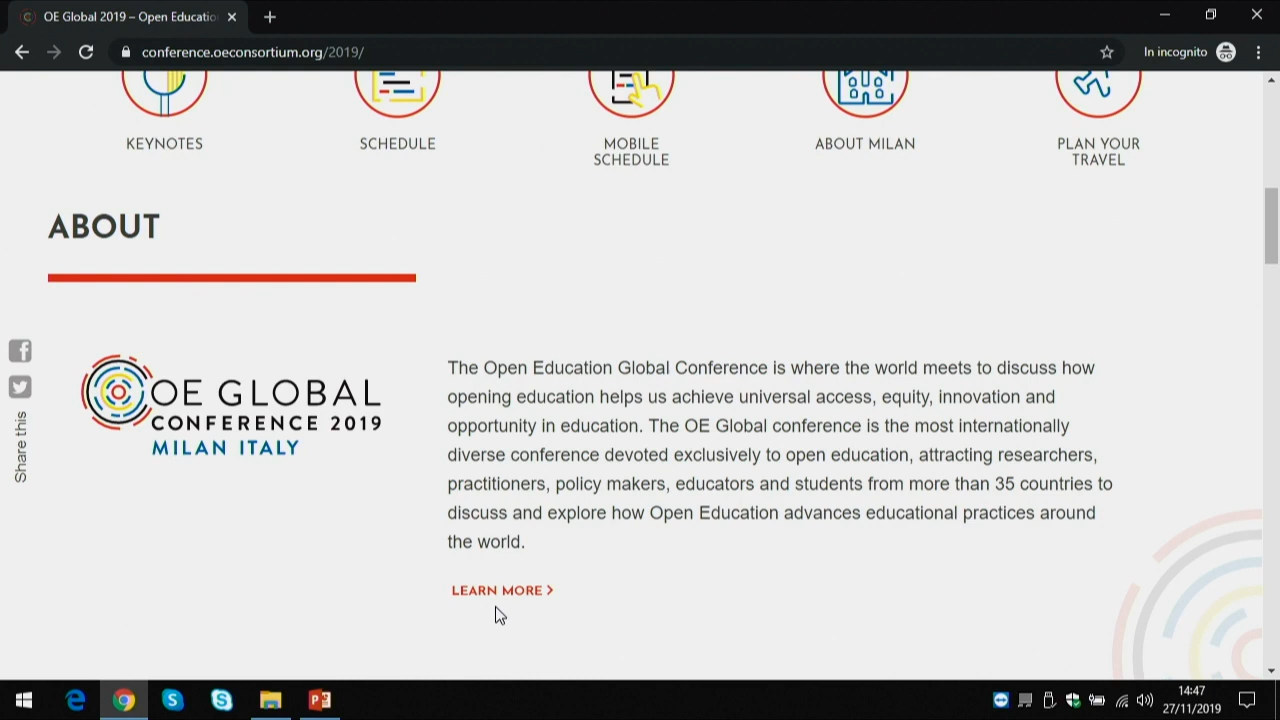 OE Global 2019 – Open Educatio
conference.oeconsortium.org/2019/
In incognito
KEYNOTES
SCHEDULE
MOBILE
SCHEDULE
ABOUT MILAN
PLAN YOUR
TRAVEL
ABOUT
Share this
OE GLOBAL
CONFERENCE 2019
MILAN ITALY
The Open Education Global Conference is where the world meets to discuss how
opening education helps us achieve universal access, equity, innovation and
opportunity in education. The OE Global conference is the most internationally
diverse conference devoted exclusively to open education, attracting researchers,
practitioners, policy makers, educators and students from more than 35 countries to
discuss and explore how Open Education advances educational practices around
the world.
LEARN MORE >
14:47
27/11/2019